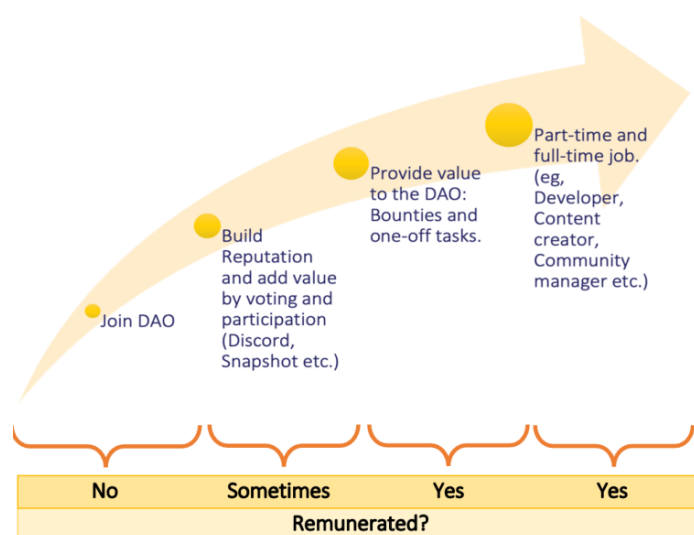 Join DAO
Build
Reputation
and add value
by voting and
participation
(Discord,
Snapshot etc.)
Provide value
to the DAO:
Bounties and
one-off tasks.
Part-time and
full-time job.
(eg,
Developer,
Content
creator,
Community
manager etc.)
No Sometimes Yes Yes
Remunerated?